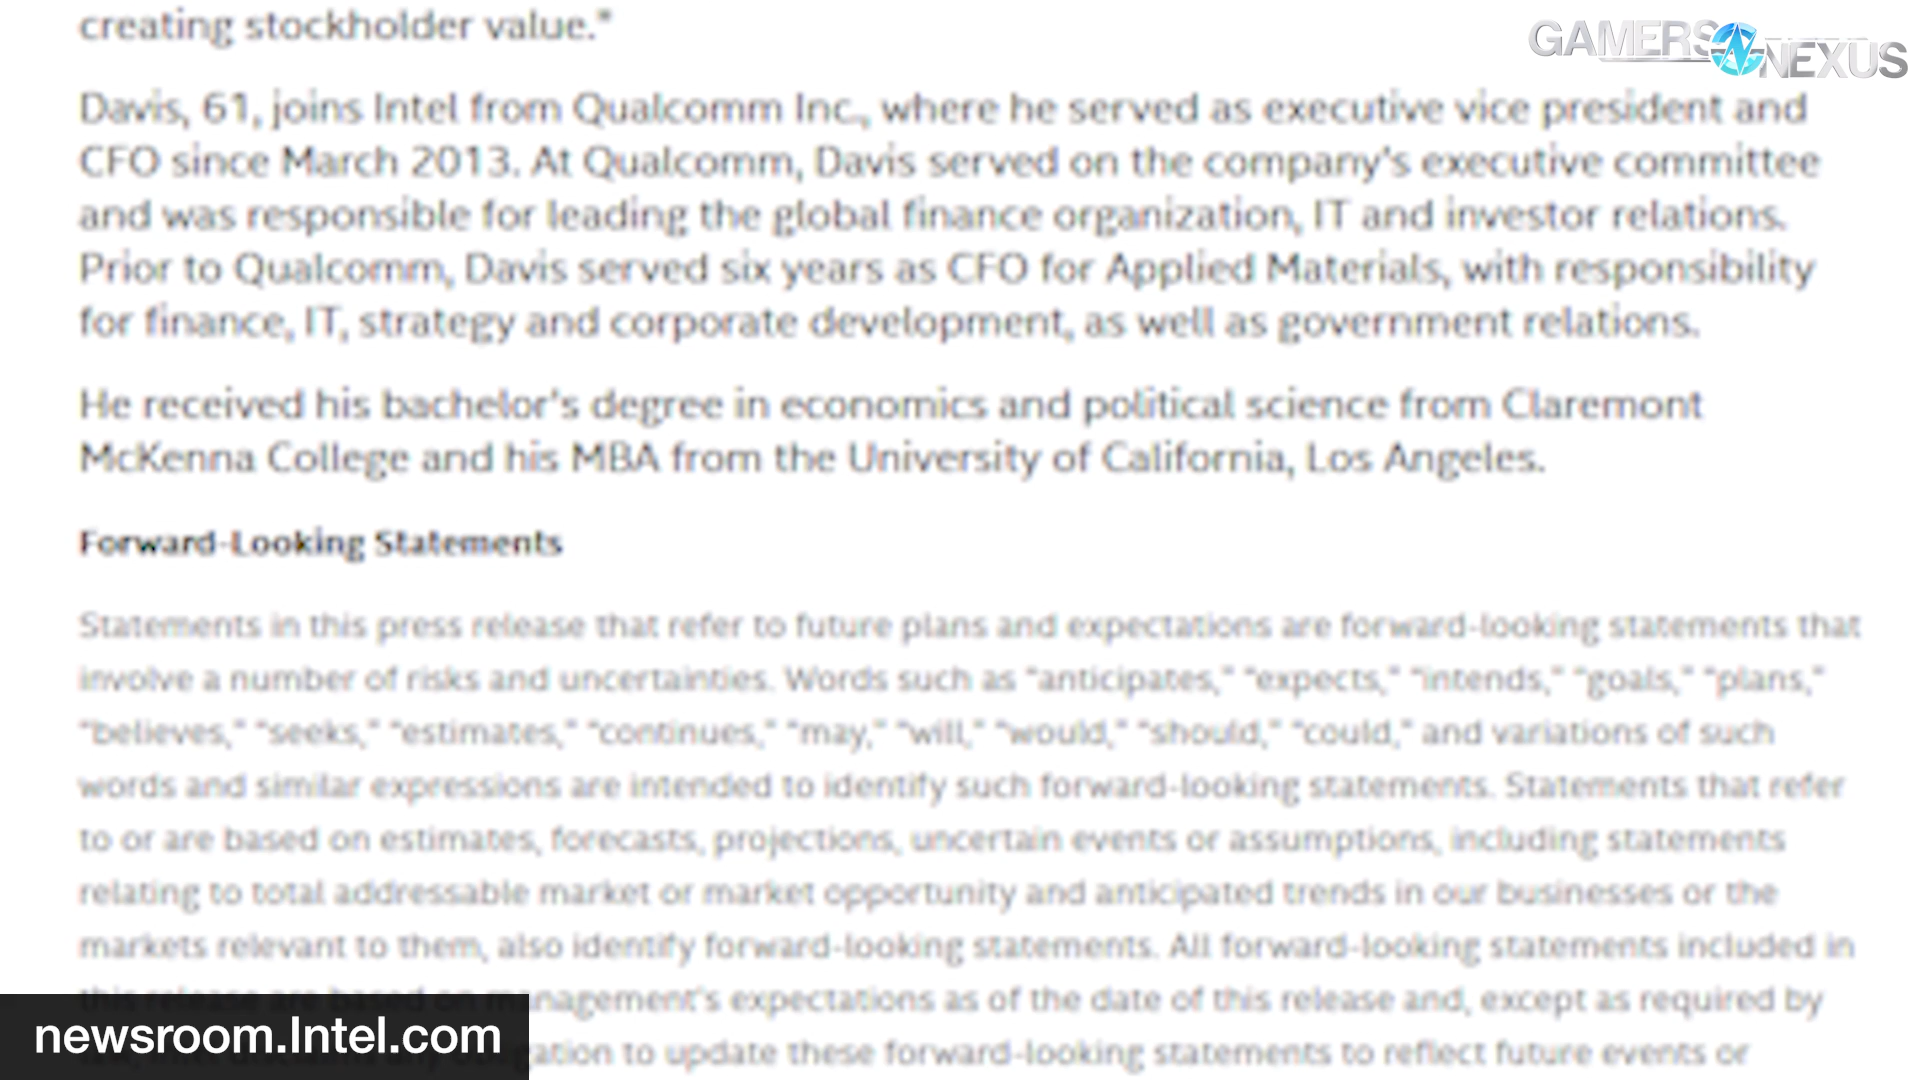 creating stockholder value."
GAMERS NEXUS
Davis, 61, joins Intel from Qualcomm Inc., where he served as executive vice president and
CFO since March 2013. At Qualcomm, Davis served on the company's executive committee
and was responsible for leading the global finance organization, IT and investor relations.
Prior to Qualcomm, Davis served six years as CFO for Applied Materials, with responsibility
for finance, IT, strategy and corporate development, as well as government relations.
He received his bachelor's degree in economics and political science from Claremont
McKenna College and his MBA from the University of California, Los Angeles.
Forward-Looking Statements
Statements in this press release that refer to future plans and expectations are forward-looking statements that
involve a number of risks and uncertainties. Words such as "anticipates," "expects," "intends," "goals," "plans,"
"believes," "seeks," "estimates," "continues," "may," "will," "would," "should," "could," and variations of such
words and similar expressions are intended to identify such forward-looking statements. Statements that refer
to or are based on estimates, forecasts, projections, uncertain events or assumptions, including statements
relating to total addressable market or market opportunity and anticipated trends in our businesses or the
markets relevant to them, also identify forward-looking statements. All forward-looking statements included in
this release are based on management's expectations as of the date of this release and, except as required by
to update these forward-looking statements to reflect future events or
newsroom.Intel.com